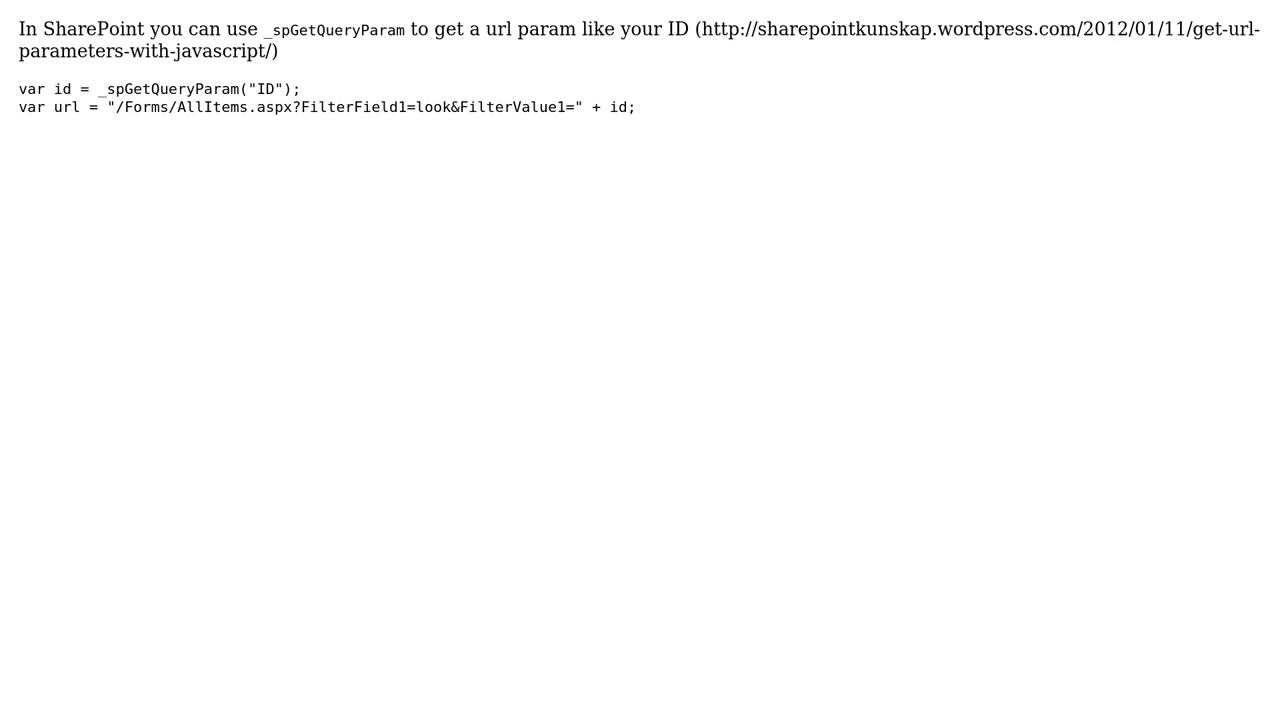 In SharePoint you can use _spGetQueryParam to get a url param like your ID (http://sharepointkunskap.wordpress.com/2012/01/11/get-url-
parameters-with-javascript/)
var id = _spGetQueryParam("ID");
var url = "/Forms/AllItems.aspx?FilterField1=look&FilterValue1=" + id;